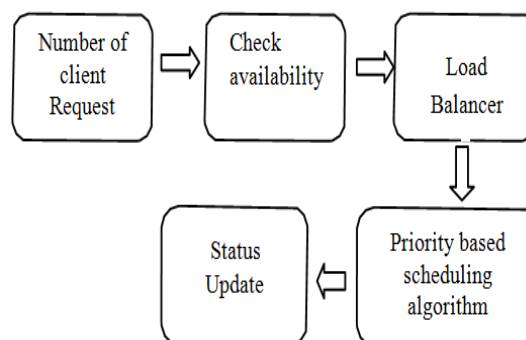 Number of
client
Request
Check
availability
Load
Balancer
Priority based
scheduling
algorithm
Status
Update